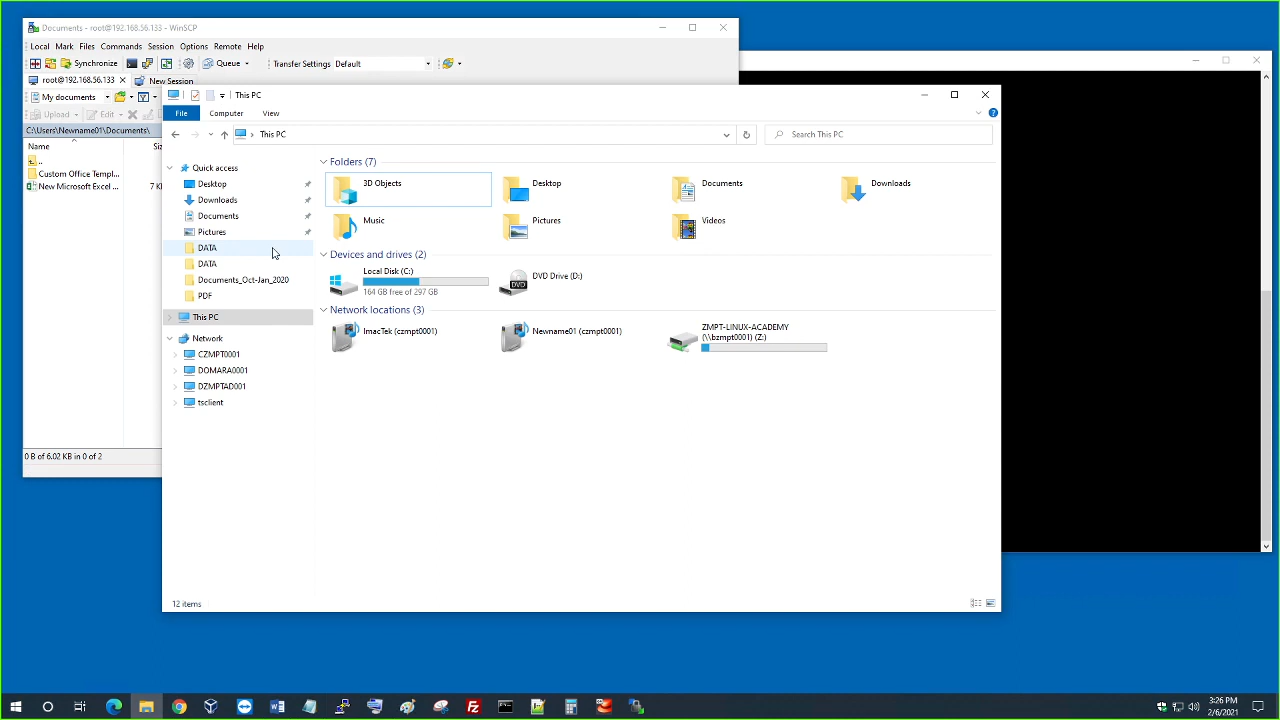 Documents - root@192.168.56.133 - WinSCP
Local Mark Files Commands Session Options Remote Help
Synchronize Queue Transfer Settings Default
root@192.168.56.133 New Session
My documents
Upload Edit
C:\Users\Newname01\Documents\
Name Siz
..
Custom Office Templ...
New Microsoft Excel ... 7 K
0 B of 6.02 KB in 0 of 2
This PC
File Computer View
This PC
Search This PC
Quick access
Desktop
Downloads
Documents
Pictures
DATA
DATA
Documents_Oct-Jan_2020
PDF
This PC
Network
CZMPT0001
DOMARA0001
DZMPTAD001
tsclient
Folders (7)
3D Objects
Desktop
Documents
Downloads
Music
Pictures
Videos
Devices and drives (2)
Local Disk (C:)
164 GB free of 297 GB
DVD
DVD Drive (D:)
Network locations (3)
ImacTek (czmpt0001)
Newname01 (czmpt0001)
ZMPT-LINUX-ACADEMY
(\\bzmpt0001) (Z:)
12 items
3:26 PM
2/6/2021